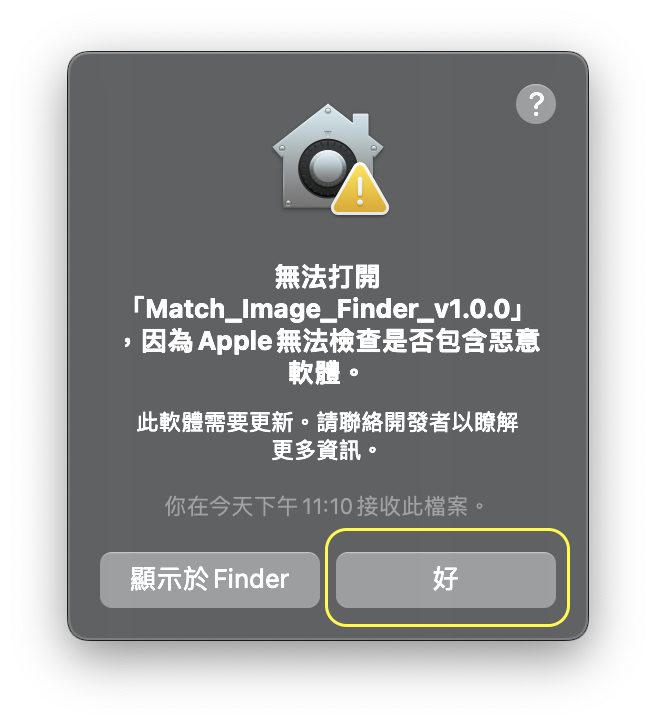 ?
無法打開
「Match_Image_Finder_v1.0.0」
，因為 Apple 無法檢查是否包含惡意
軟體。
此軟體需要更新。請聯絡開發者以瞭解
更多資訊。
你在今天下午 11:10 接收此檔案。
顯示於 Finder
好